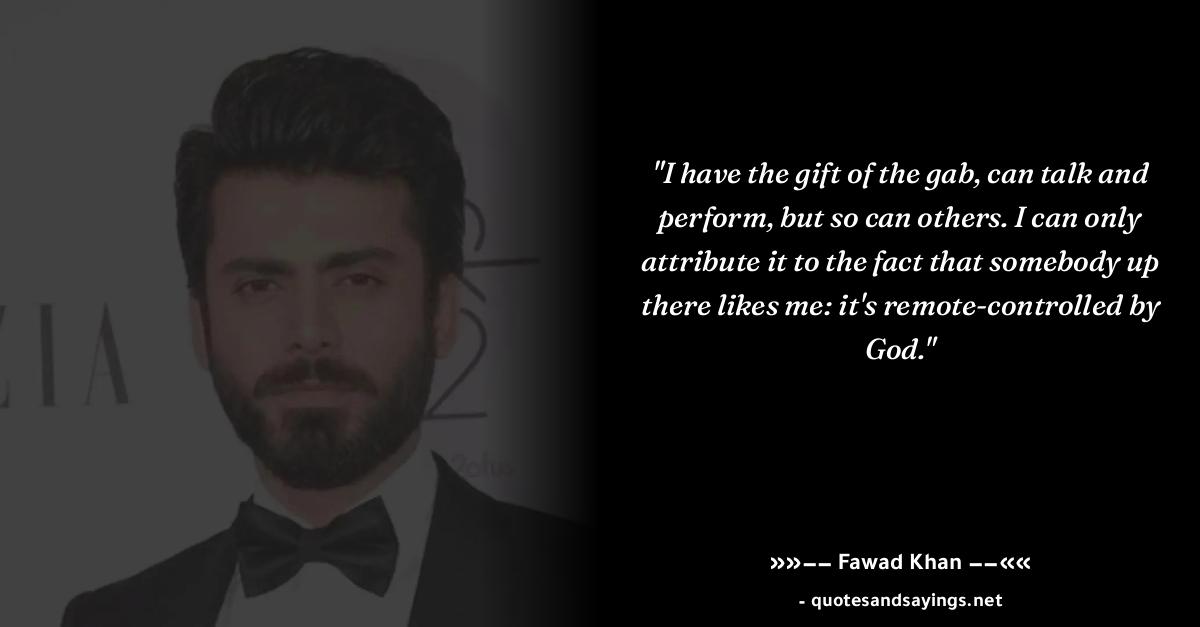 ZIA
"I have the gift of the gab, can talk and
perform, but so can others. I can only
attribute it to the fact that somebody up
there likes me: it's remote-controlled by
God."
»»–– Fawad Khan ––««
- quotesandsayings.net